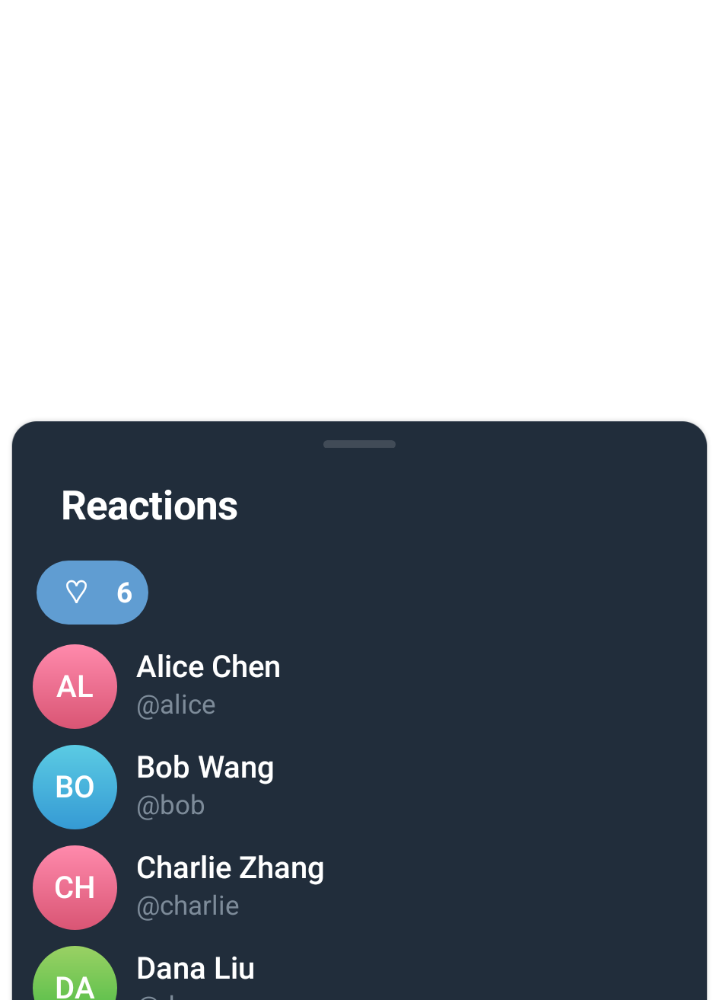 Reactions
♡ 6
AL
Alice Chen
@alice
BO
Bob Wang
@bob
CH
Charlie Zhang
@charlie
DA
Dana Liu